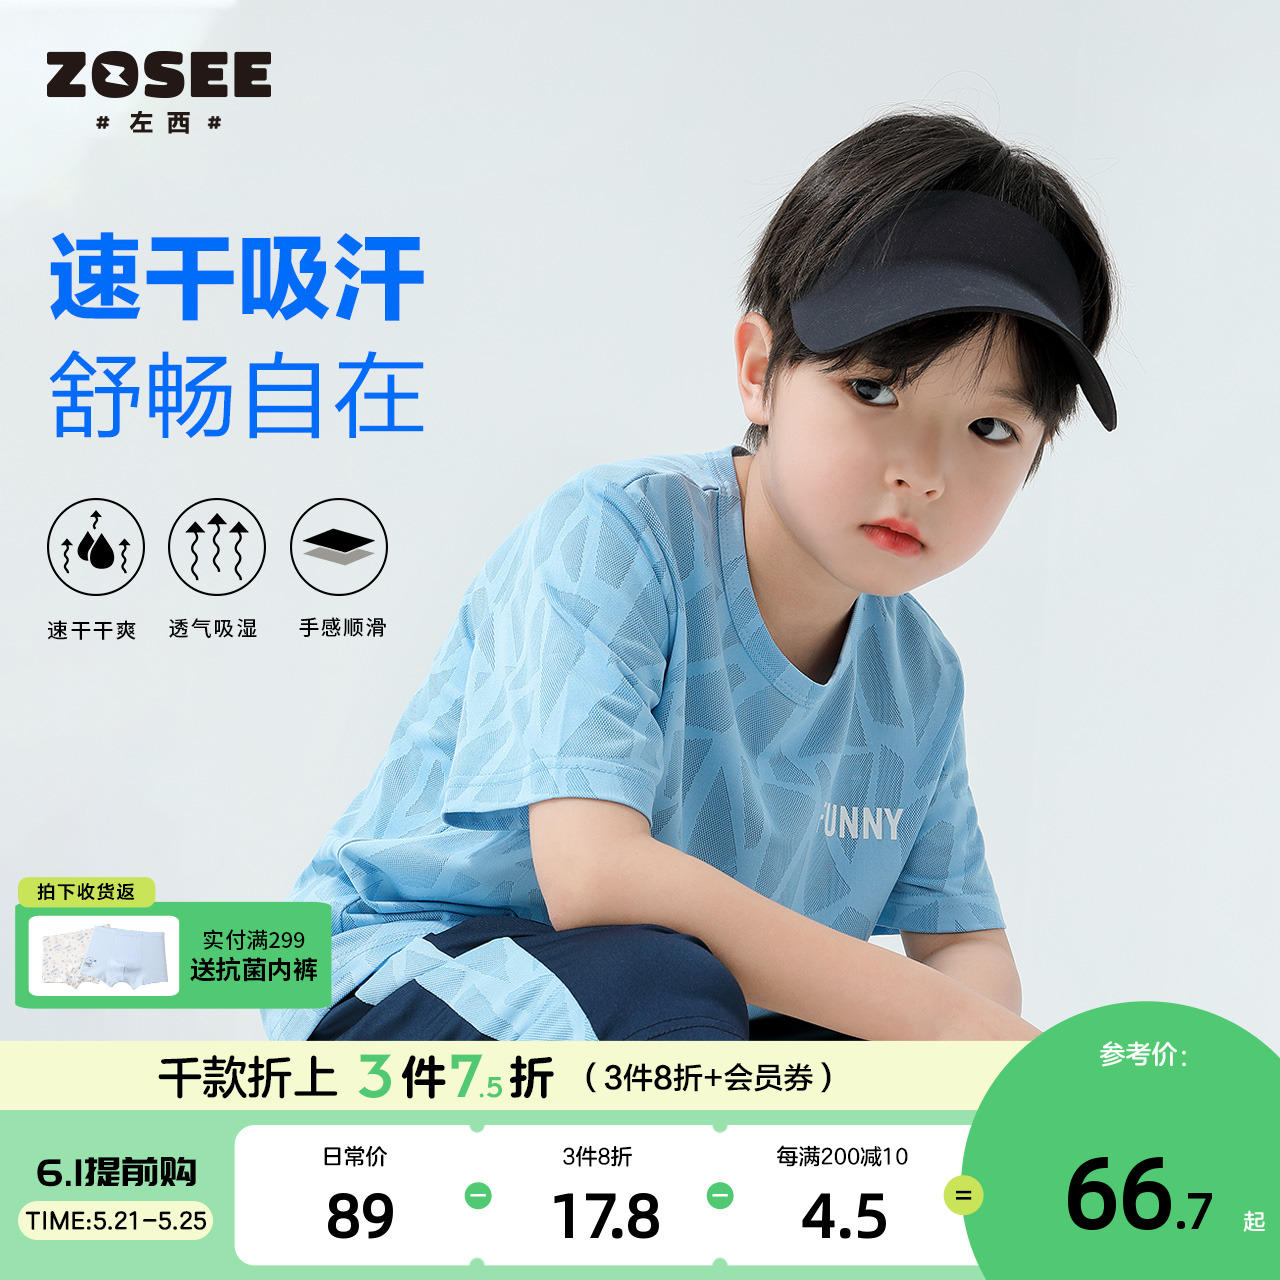 ZOSEE
#左西#
速干吸汗
舒畅自在
速干干爽
透气吸湿
手感顺滑
FUNNY
拍下收货返
实付满299
送抗菌内裤
千款折上3件7.5折（3件8折+会员券）
参考价：
6.1提前购
TIME:5.21-5.25
日常价
89
-
3件8折
17.8
-
每满200减10
4.5
=
66.7起